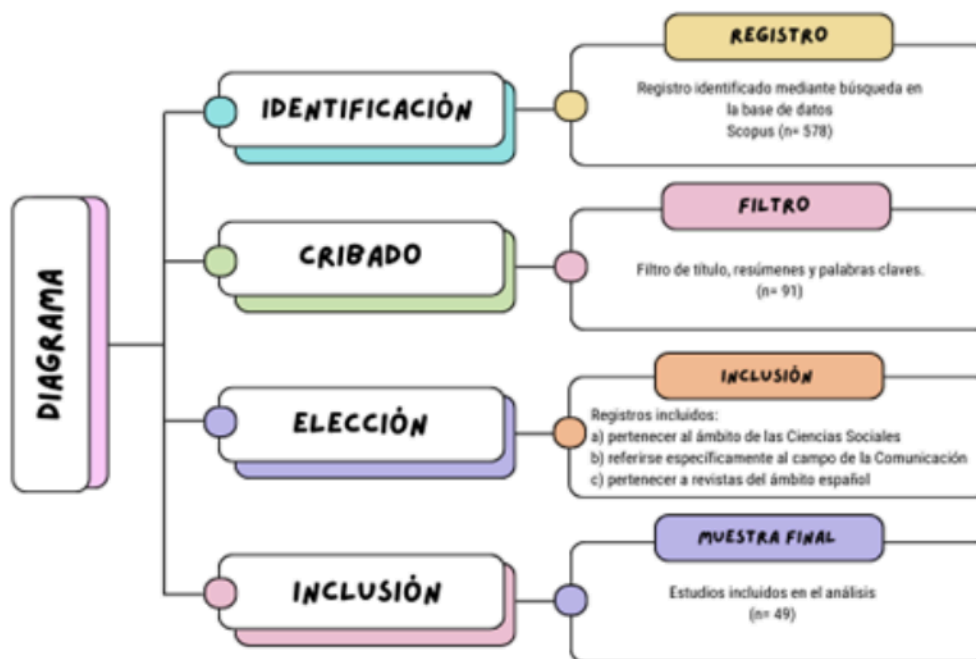 DIAGRAMA
IDENTIFICACIÓN
REGISTRO
Registro identificado mediante búsqueda en
la base de datos
Scopus (n= 578)
CRIBADO
FILTRO
Filtro de título, resúmenes y palabras claves.
(n= 91)
ELECCIÓN
INCLUSIÓN
Registros incluidos:
a) pertenecer al ámbito de las Ciencias Sociales
b) referirse específicamente al campo de la Comunicación
c) pertenecer a revistas del ámbito español
INCLUSIÓN
MUESTRA FINAL
Estudios incluidos en el análisis
(n= 49)